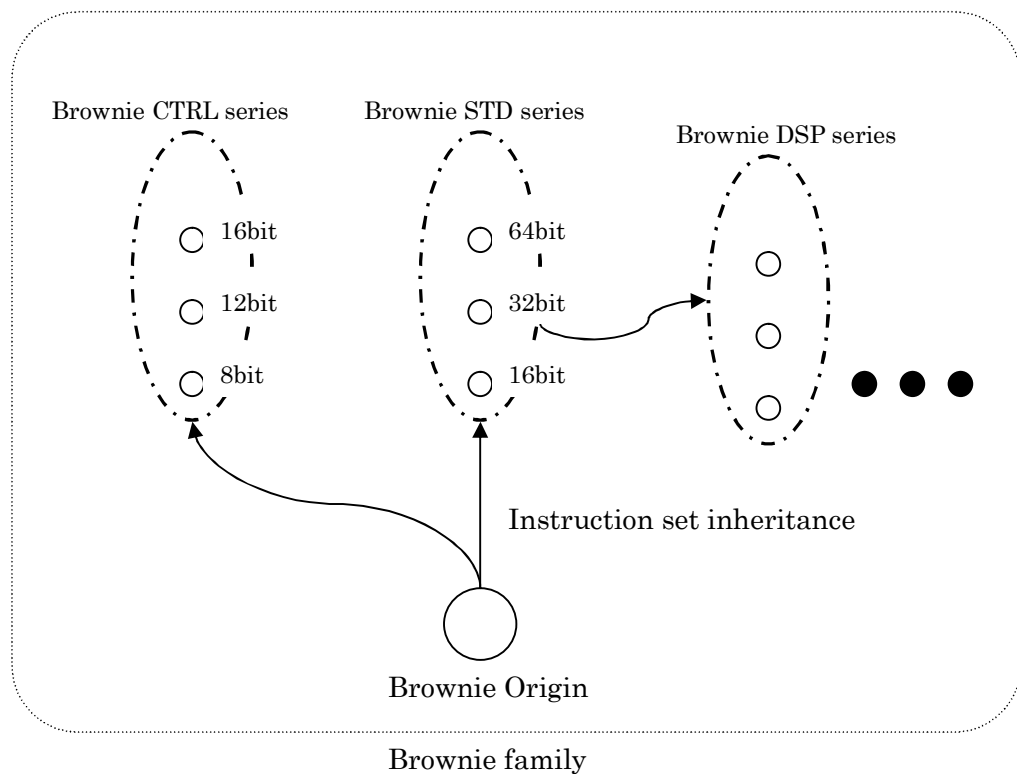 Brownie CTRL series
Brownie STD series
Brownie DSP series
16bit
12bit
8bit
64bit
32bit
16bit
Instruction set inheritance
Brownie Origin
Brownie family